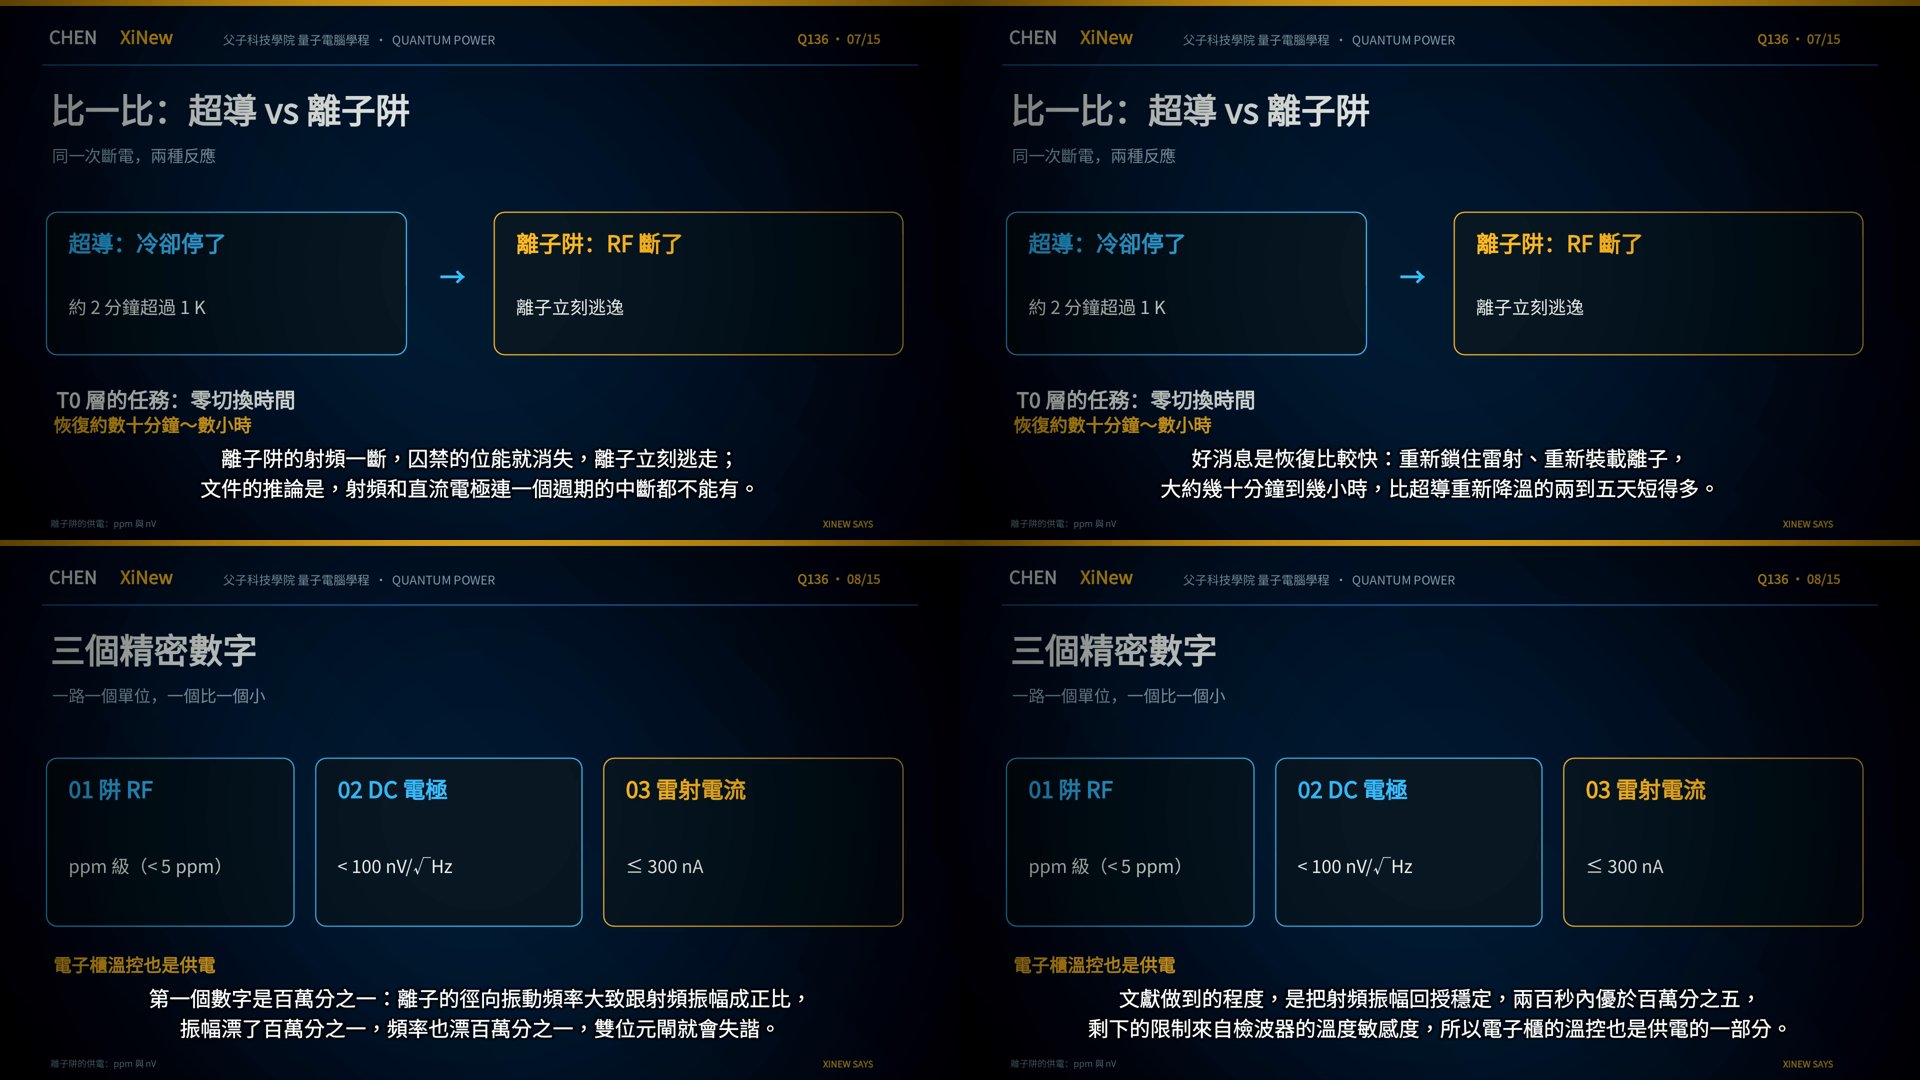 CHEN XiNew 父子科技學院 量子電腦學程 · QUANTUM POWER Q136 · 07/15
比一比：超導 vs 離子阱
同一次斷電，兩種反應
超導：冷卻停了
約 2 分鐘超過 1 K
→
離子阱：RF 斷了
離子立刻逃逸
T0 層的任務：零切換時間
恢復約數十分鐘～數小時
離子阱的射頻一斷，囚禁的位能就消失，離子立刻逃走；
文件的推論是，射頻和直流電極連一個週期的中斷都不能有。
離子阱的供電：ppm 與 nV XINEW SAYS
CHEN XiNew 父子科技學院 量子電腦學程 · QUANTUM POWER Q136 · 07/15
比一比：超導 vs 離子阱
同一次斷電，兩種反應
超導：冷卻停了
約 2 分鐘超過 1 K
→
離子阱：RF 斷了
離子立刻逃逸
T0 層的任務：零切換時間
恢復約數十分鐘～數小時
好消息是恢復比較快：重新鎖住雷射、重新裝載離子，
大約幾十分鐘到幾小時，比超導重新降溫的兩到五天短得多。
離子阱的供電：ppm 與 nV XINEW SAYS
CHEN XiNew 父子科技學院 量子電腦學程 · QUANTUM POWER Q136 · 08/15
三個精密數字
一路一個單位，一個比一個小
01 阱 RF
ppm 級（< 5 ppm）
02 DC 電極
< 100 nV/√Hz
03 雷射電流
≤ 300 nA
電子櫃溫控也是供電
第一個數字是百萬分之一：離子的徑向振動頻率大致跟射頻振幅成正比，
振幅漂了百萬分之一，頻率也漂百萬分之一，雙位元閘就會失諧。
離子阱的供電：ppm 與 nV XINEW SAYS
CHEN XiNew 父子科技學院 量子電腦學程 · QUANTUM POWER Q136 · 08/15
三個精密數字
一路一個單位，一個比一個小
01 阱 RF
ppm 級（< 5 ppm）
02 DC 電極
< 100 nV/√Hz
03 雷射電流
≤ 300 nA
電子櫃溫控也是供電
文獻做到的程度，是把射頻振幅回授穩定，兩百秒內優於百萬分之五，
剩下的限制來自檢波器的溫度敏感度，所以電子櫃的溫控也是供電的一部分。
離子阱的供電：ppm 與 nV XINEW SAYS